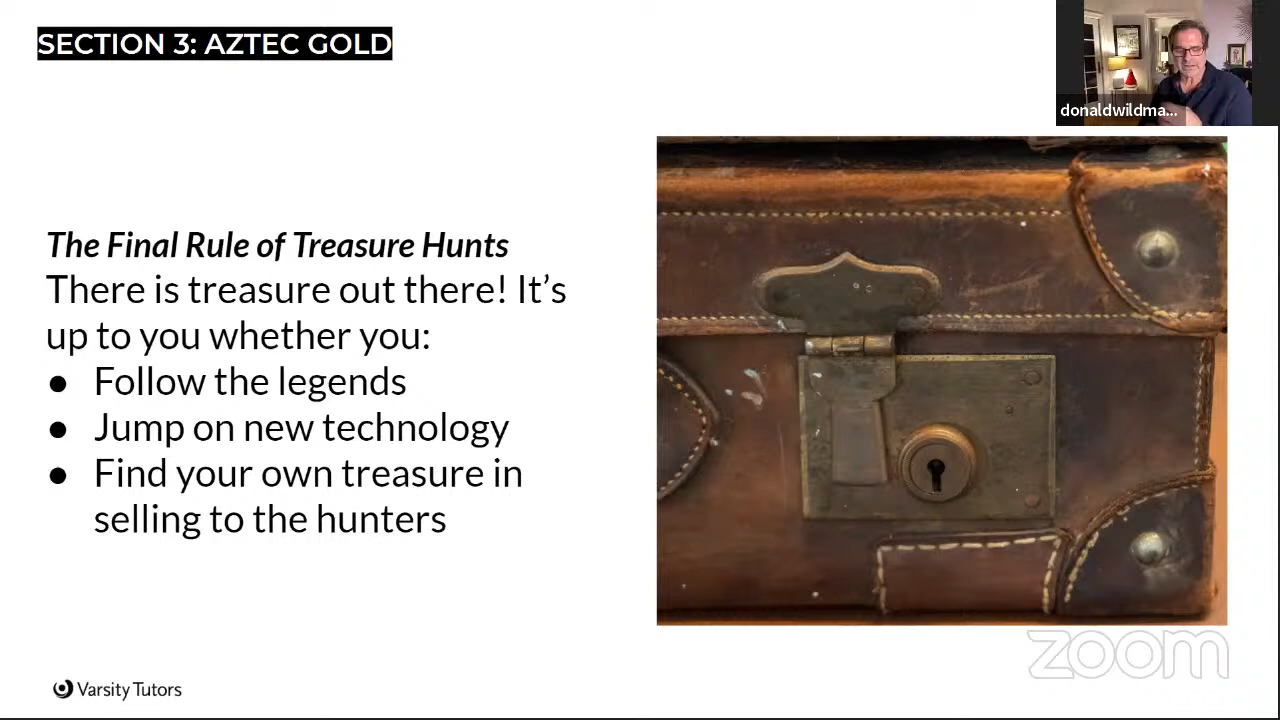 SECTION 3: AZTEC GOLD
donaldwildma...
The Final Rule of Treasure Hunts
There is treasure out there! It’s
up to you whether you:
● Follow the legends
● Jump on new technology
● Find your own treasure in
selling to the hunters
zoom
Varsity Tutors